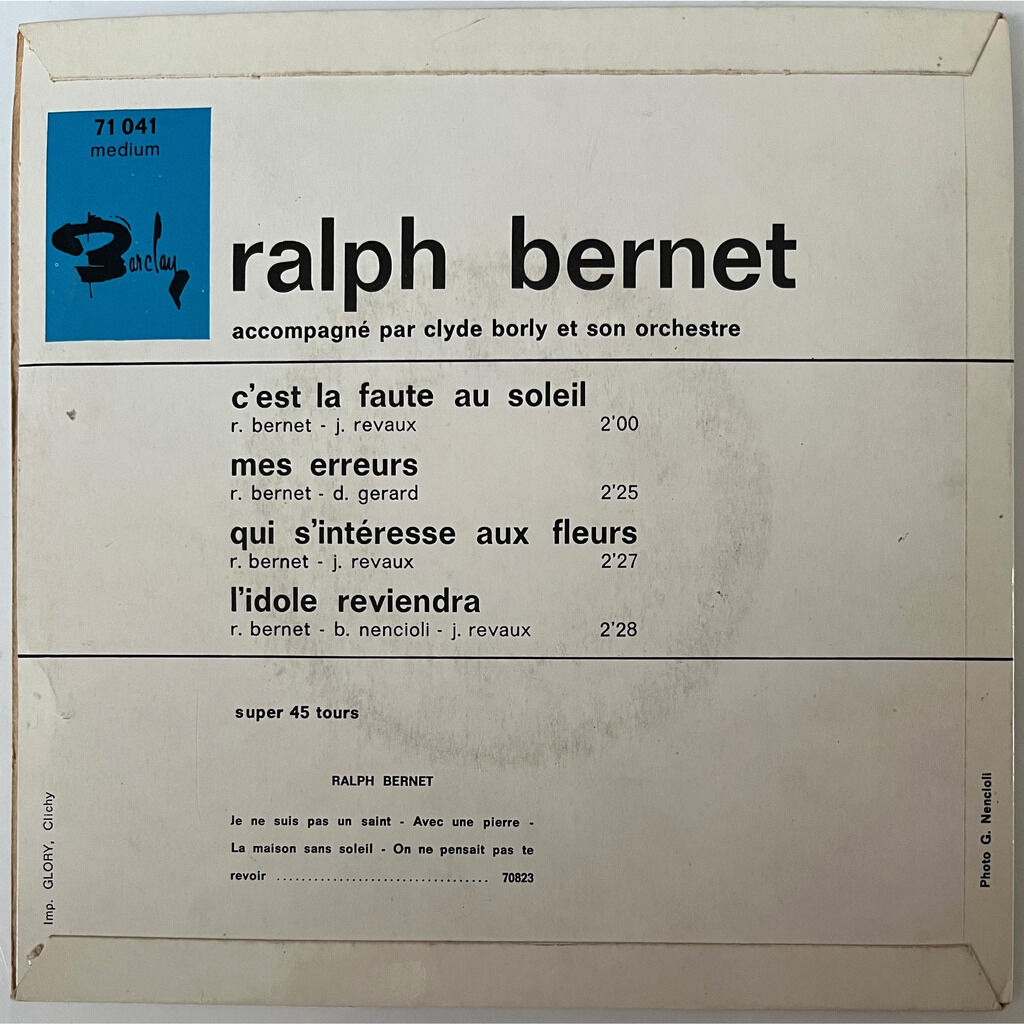 71 041
medium
Barclay
ralph bernet
accompagné par clyde borly et son orchestre
c'est la faute au soleil
r. bernet - j. revaux 2'00
mes erreurs
r. bernet - d. gerard 2'25
qui s'intéresse aux fleurs
r. bernet - j. revaux 2'27
l'idole reviendra
r. bernet - b. nencioli - j. revaux 2'28
super 45 tours
RALPH BERNET
Je ne suis pas un saint - Avec une pierre -
La maison sans soleil - On ne pensait pas te
revoir ................................ 70823
Imp. GLORY, Clichy
Photo G. Nencioli